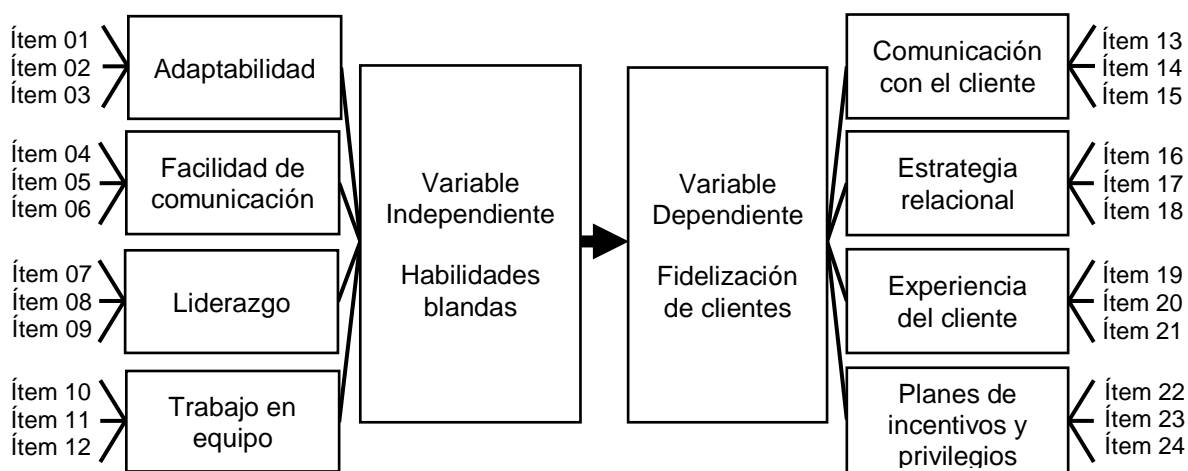 Ítem 01
Ítem 02
Ítem 03
Adaptabilidad
Ítem 04
Ítem 05
Ítem 06
Facilidad de
comunicación
Ítem 07
Ítem 08
Ítem 09
Liderazgo
Ítem 10
Ítem 11
Ítem 12
Trabajo en
equipo
Variable
Independiente
Habilidades
blandas
Variable
Dependiente
Fidelización
de clientes
Comunicación
con el cliente
Ítem 13
Ítem 14
Ítem 15
Estrategia
relacional
Ítem 16
Ítem 17
Ítem 18
Experiencia
del cliente
Ítem 19
Ítem 20
Ítem 21
Planes de
incentivos y
privilegios
Ítem 22
Ítem 23
Ítem 24